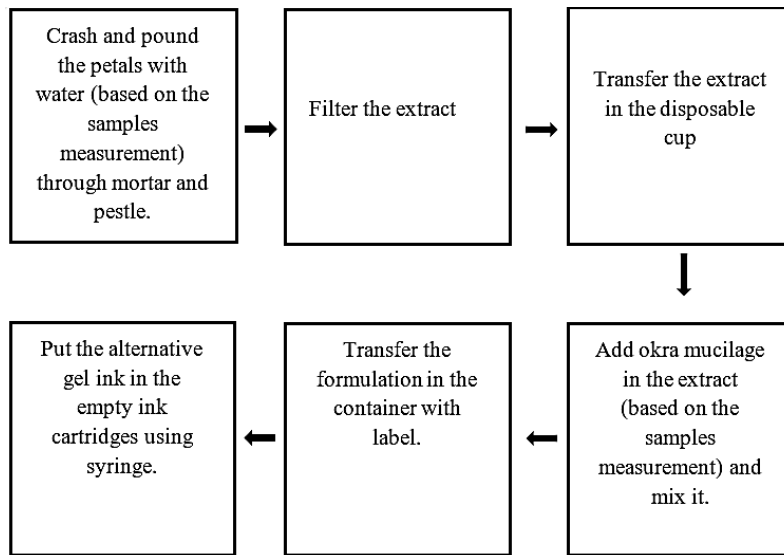 Crash and pound
the petals with
water (based on the
samples
measurement)
through mortar and
pestle.
Filter the extract
Transfer the extract
in the disposable
cup
Add okra mucilage
in the extract
(based on the
samples
measurement) and
mix it.
Transfer the
formulation in the
container with
label.
Put the alternative
gel ink in the
empty ink
cartridges using
syringe.